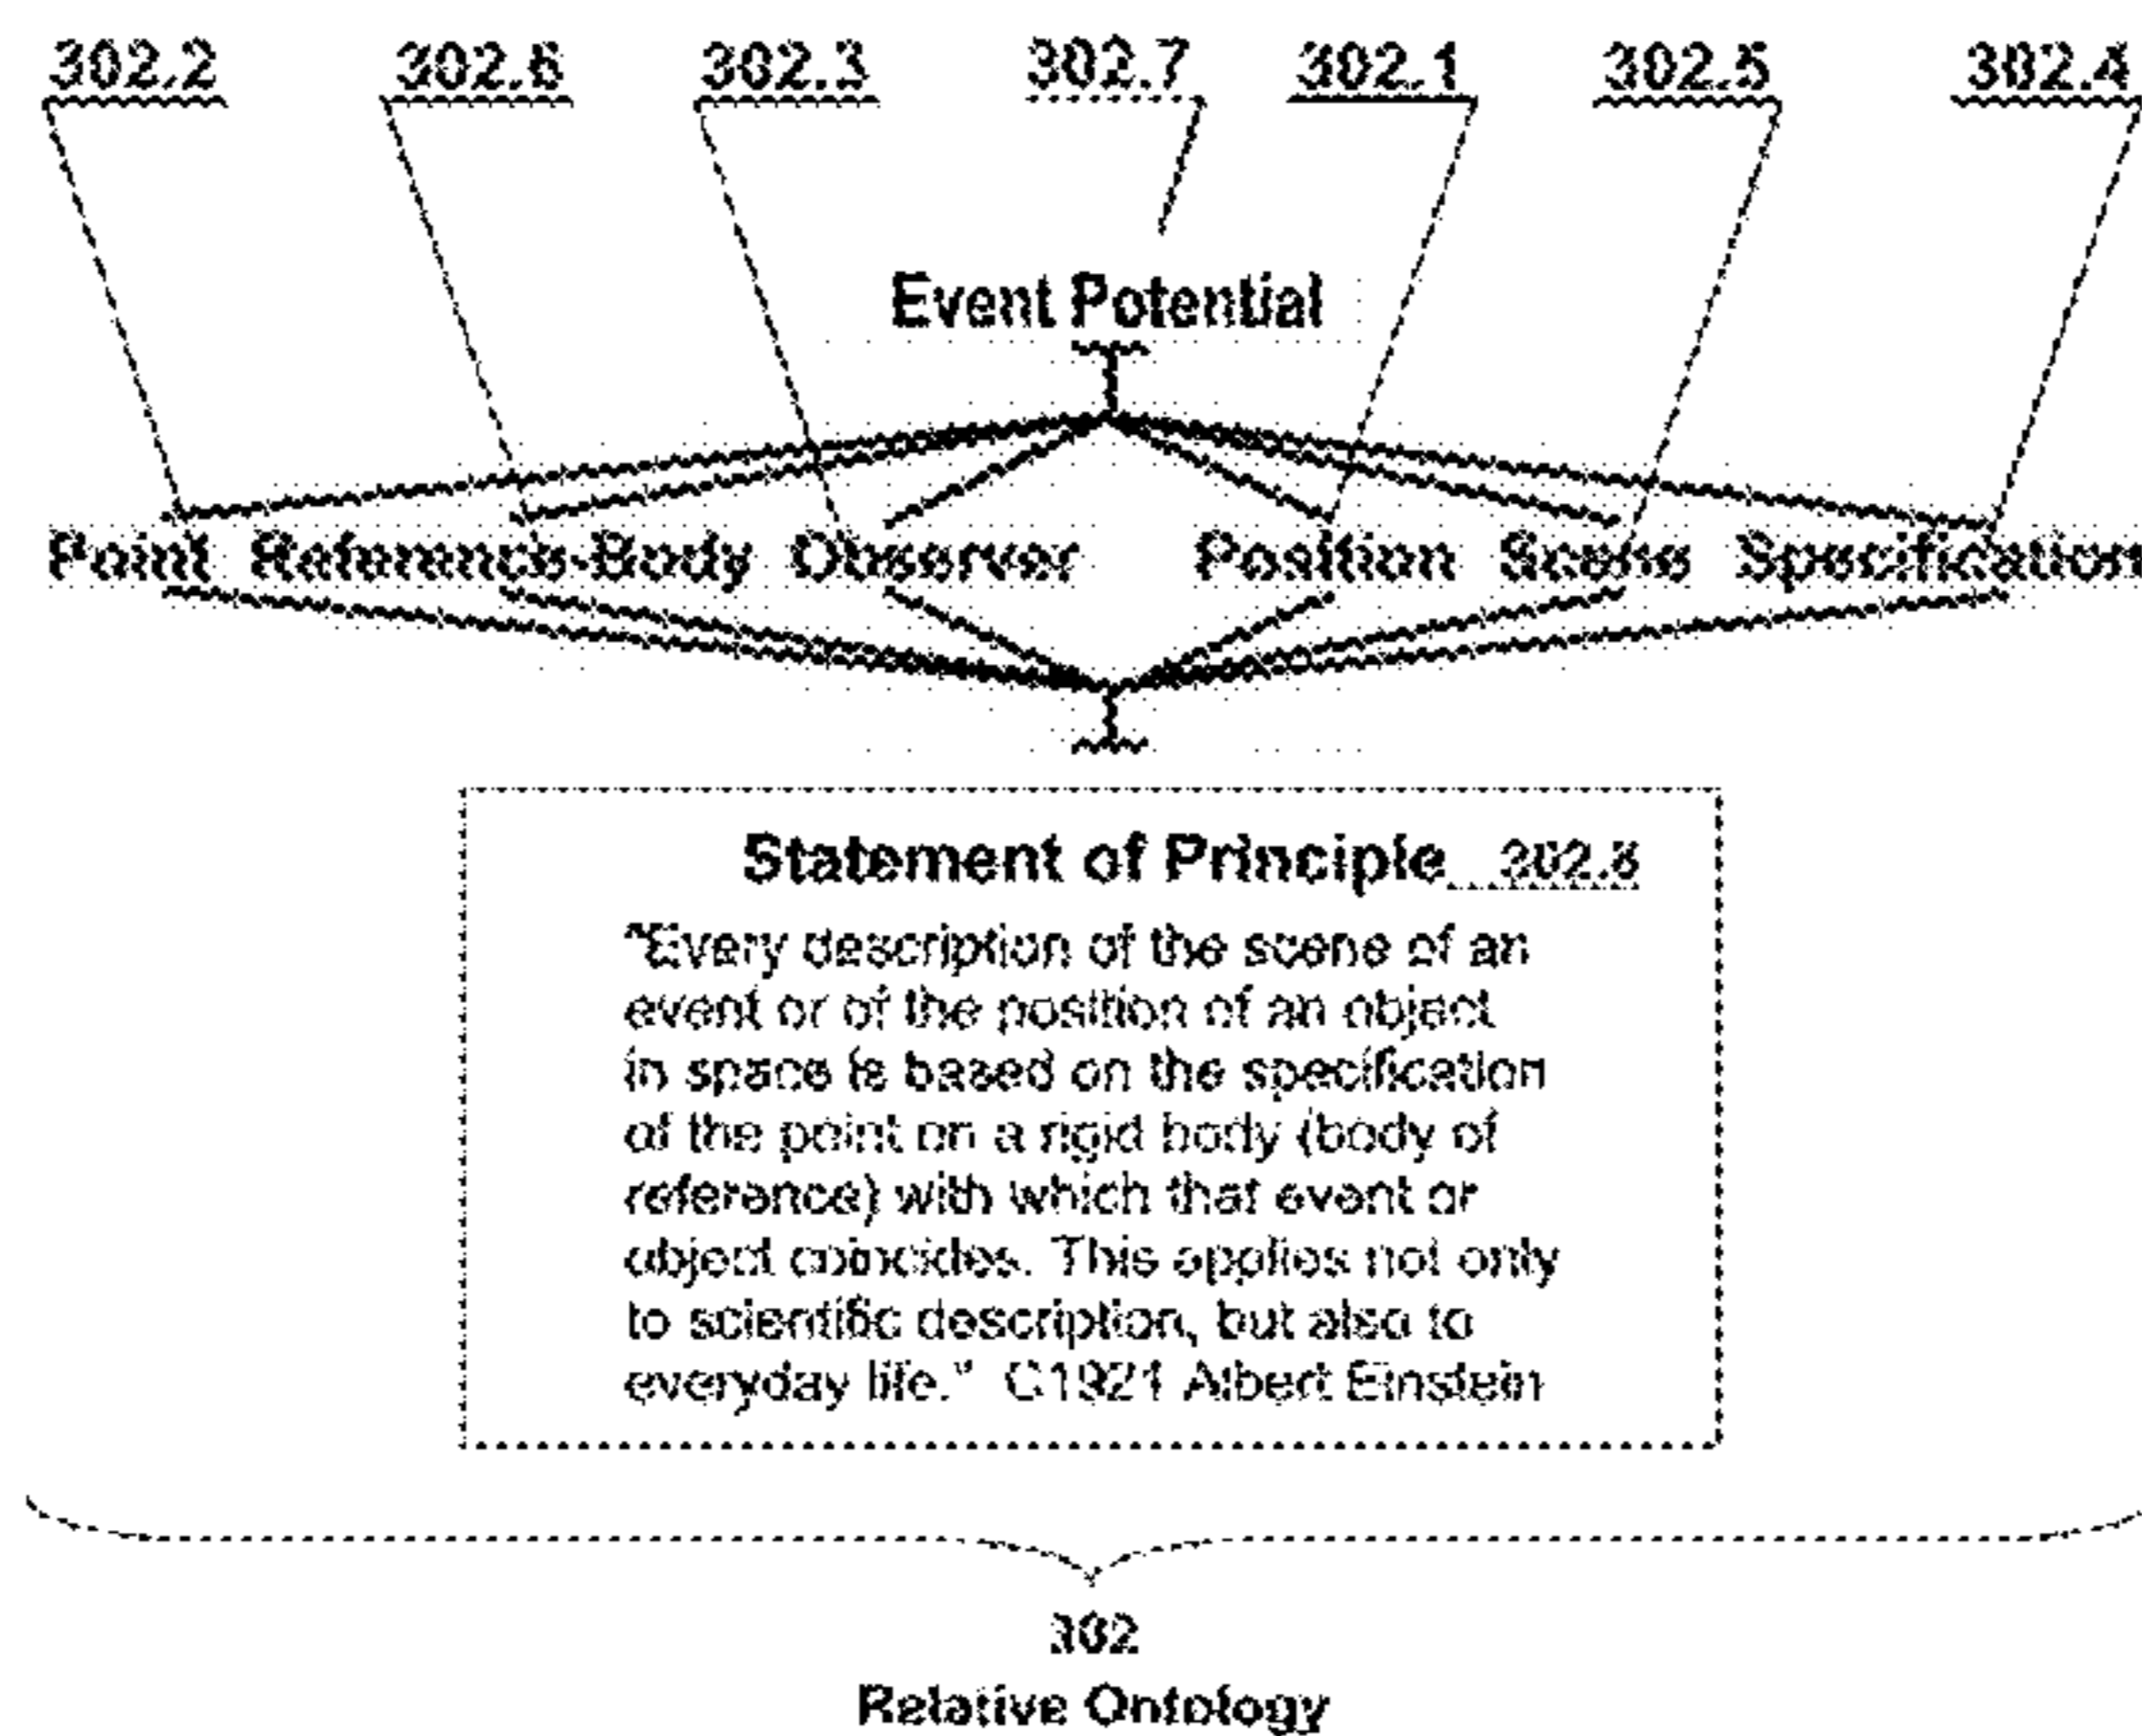 302.2 302.6 302.3 302.7 302.1 302.5 302.4
Event Potential
Point Reference-Body Observer Position Scene Specification
Statement of Principle 302.8
"Every description of the scene of an
event or of the position of an object
in space is based on the specification
of the point on a rigid body (body of
reference) with which that event or
object coincides. This applies not only
to scientific description, but also to
everyday life." C1921 Albert Einstein
302
Relative Ontology